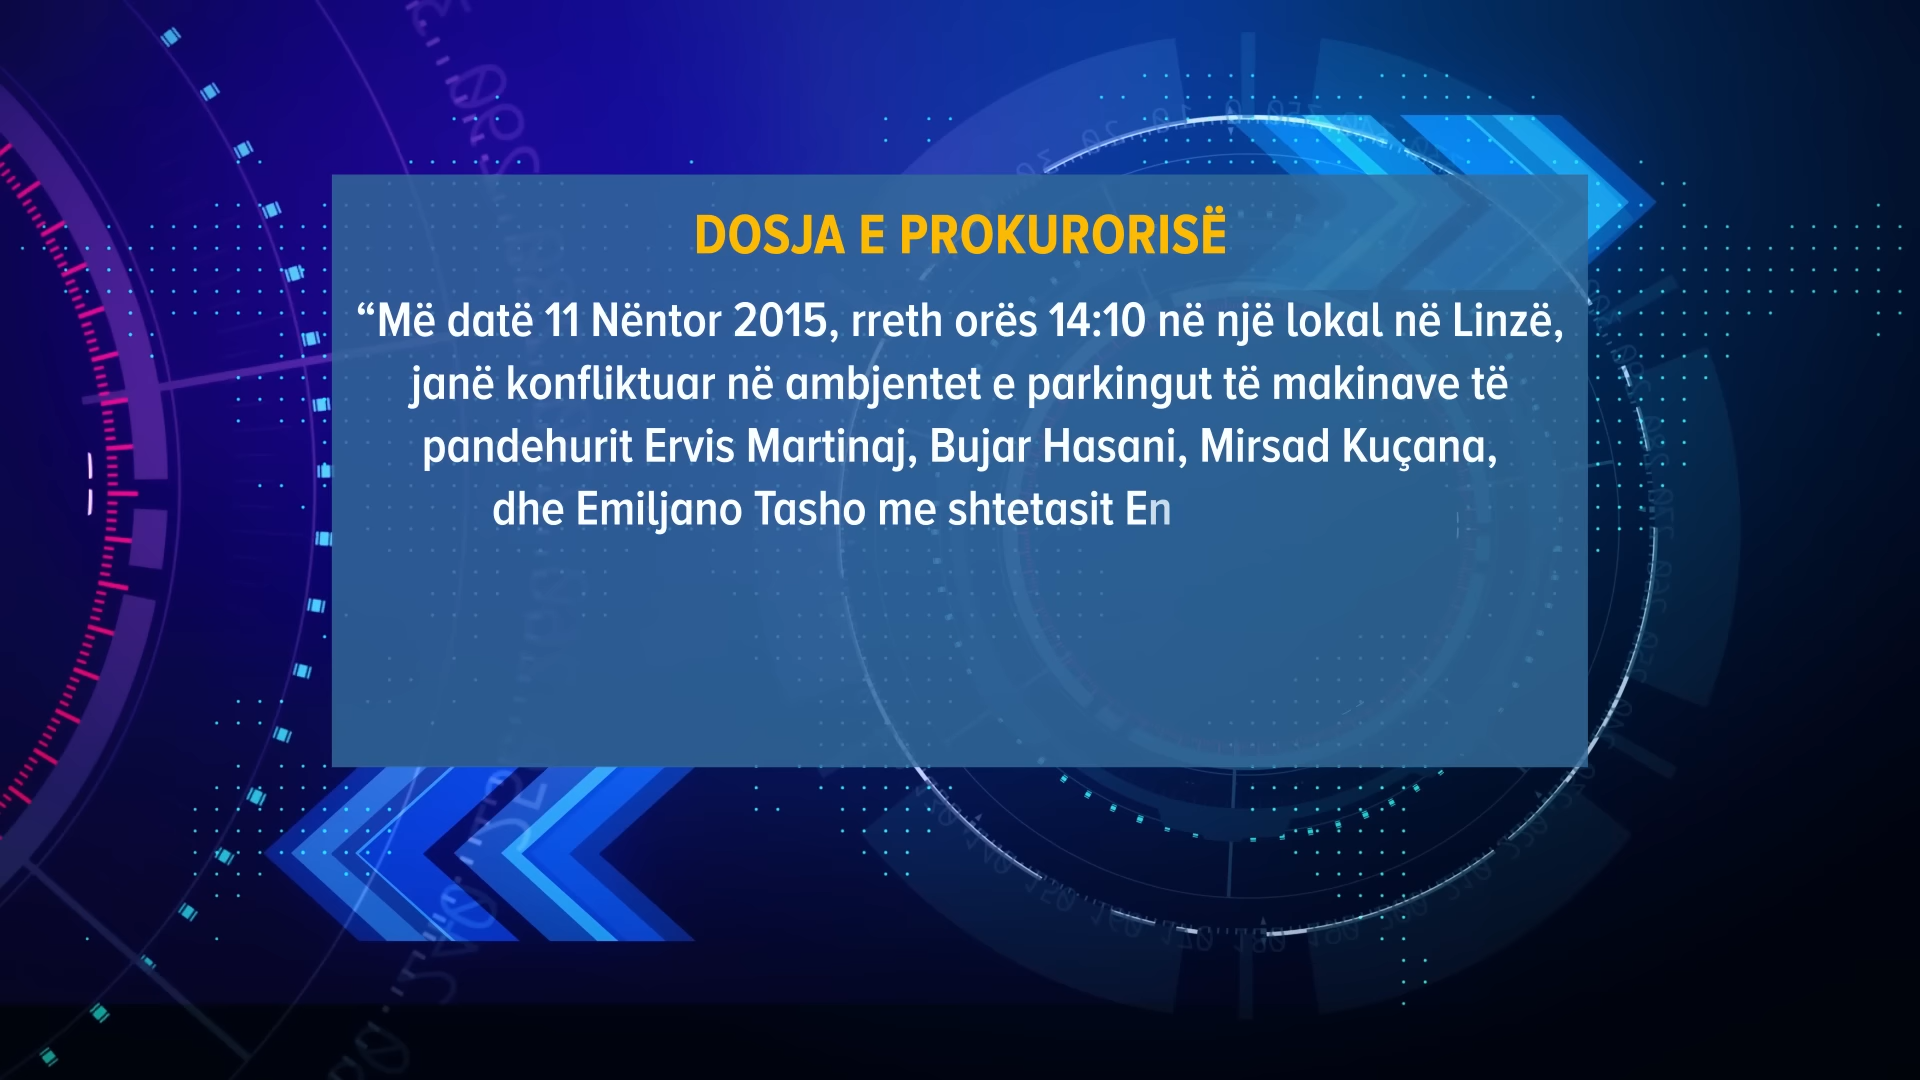 DOSJA E PROKURORISË
“Më datë 11 Nëntor 2015, rreth orës 14:10 në një lokal në Linzë,
janë konfliktuar në ambjentet e parkingut të makinave të
pandehurit Ervis Martinaj, Bujar Hasani, Mirsad Kuçana,
dhe Emiljano Tasho me shtetasit En